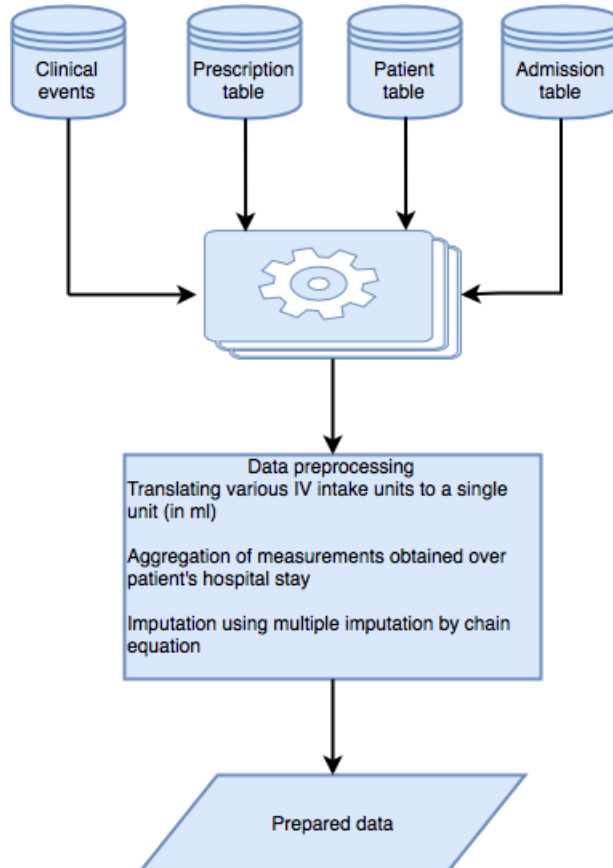 Clinical
events
Prescription
table
Patient
table
Admission
table
Data preprocessing
Translating various IV intake units to a single
unit (in ml)
Aggregation of measurements obtained over
patient's hospital stay
Imputation using multiple imputation by chain
equation
Prepared data